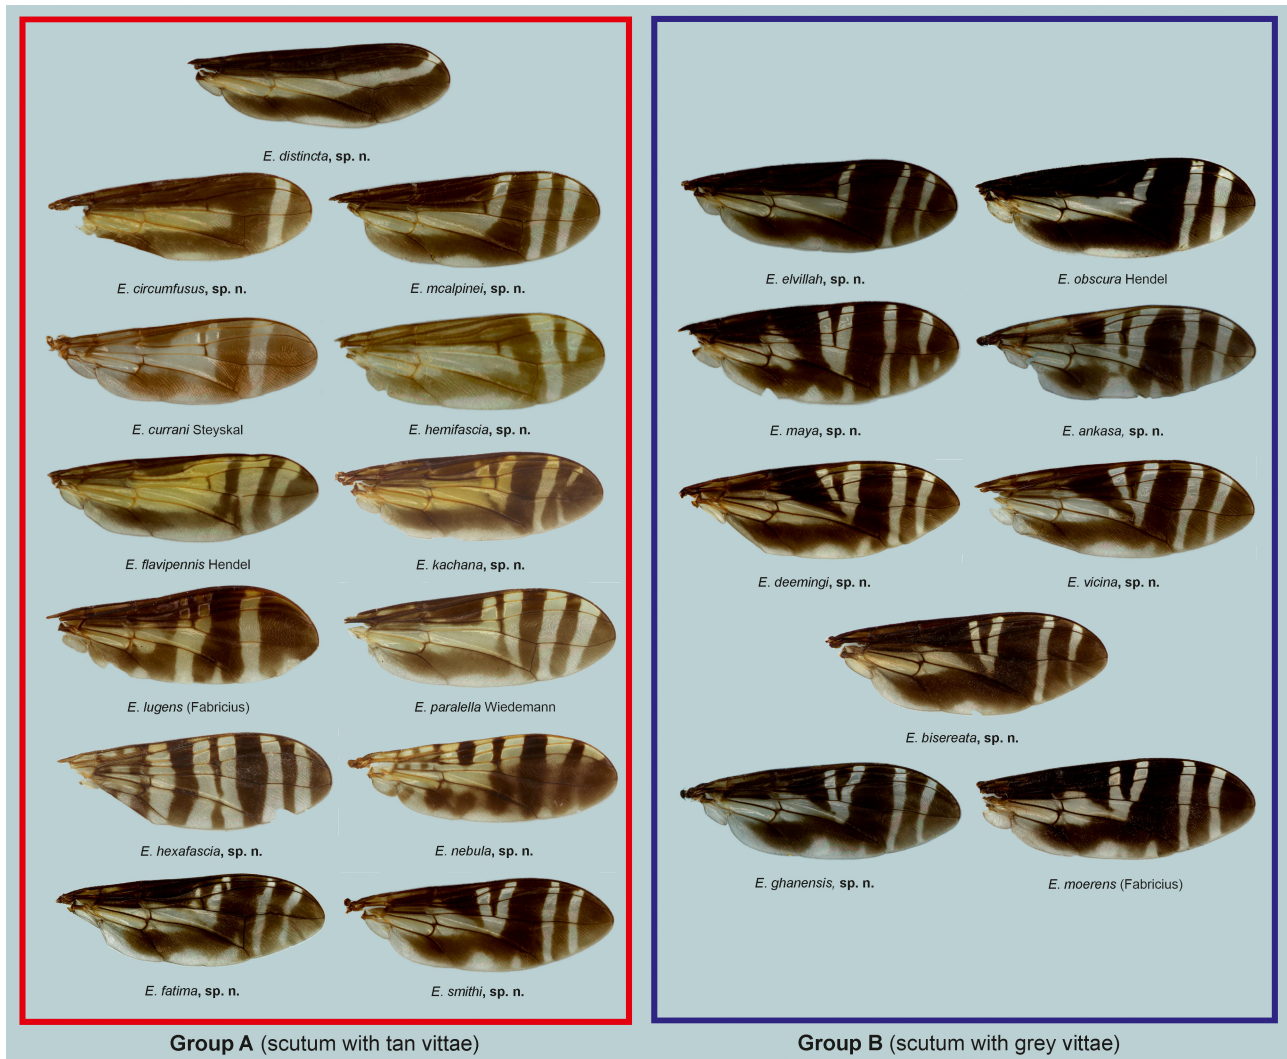 E. distincta, sp. n.
E. circumfusus, sp. n.
E. mcalpinei, sp. n.
E. currani Steyskal
E. hemifascia, sp. n.
E. flavipennis Hendel
E. kachana, sp. n.
E. lugens (Fabricius)
E. paralella Wiedemann
E. hexafascia, sp. n.
E. nebula, sp. n.
E. fatima, sp. n.
E. smithi, sp. n.
Group A (scutum with tan vittae)
E. elvillah, sp. n.
E. obscura Hendel
E. maya, sp. n.
E. ankasa, sp. n.
E. deemingi, sp. n.
E. vicina, sp. n.
E. bisereata, sp. n.
E. ghanensis, sp. n.
E. moerens (Fabricius)
Group B (scutum with grey vittae)